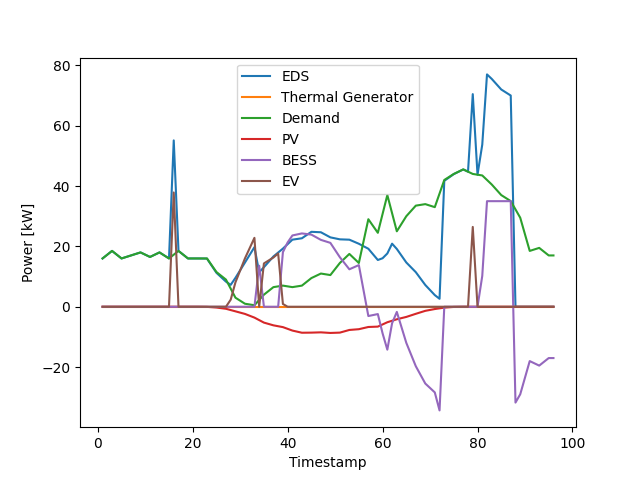 80
60
40
20
0
−20
Power [kW]
EDS
Thermal Generator
Demand
PV
BESS
EV
0 20 40 60 80 100
Timestamp